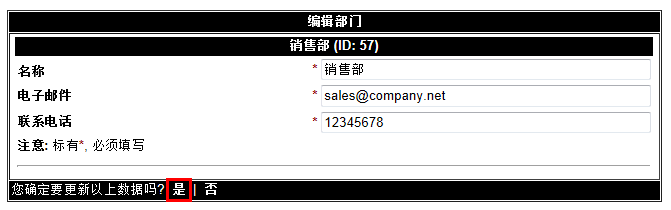 编辑部门
销售部 (ID: 57)
名称 * 销售部
电子邮件 * sales@company.net
联系电话 * 12345678
注意: 标有*, 必须填写
您确定要更新以上数据吗? 是 | 否